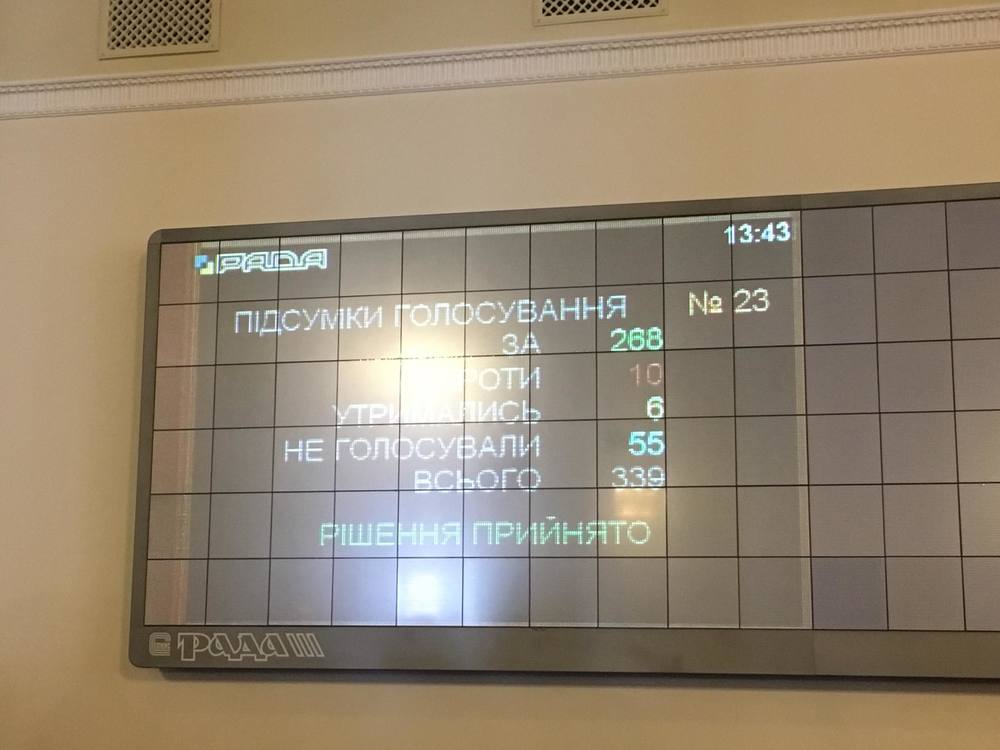 РАДА 13:43
ПІДСУМКИ ГОЛОСУВАННЯ № 23
ЗА 268
ПРОТИ 10
УТРИМАЛИСЬ 6
НЕ ГОЛОСУВАЛИ 55
ВСЬОГО 339
РІШЕННЯ ПРИЙНЯТО
РАДА III